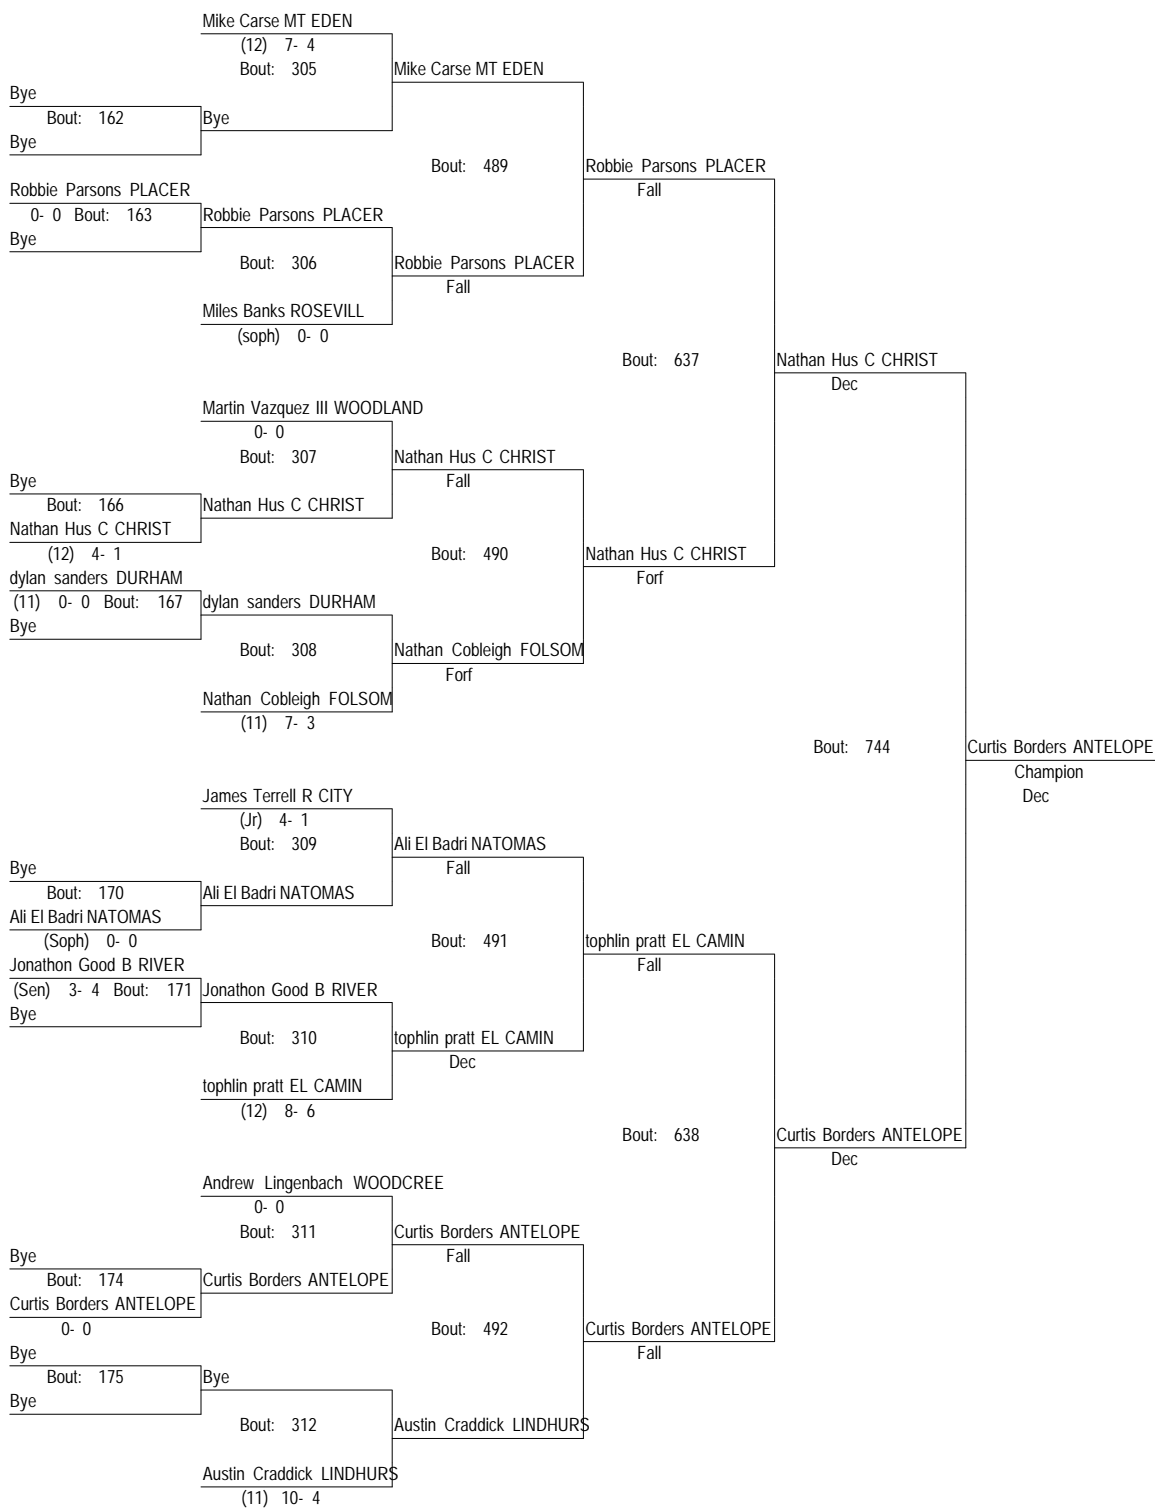 Mike Carse MT EDEN
(12) 7- 4
Bout: 305
Mike Carse MT EDEN
Bye
Bout: 162
Bye
Bye
Bout: 489
Robbie Parsons PLACER
Fall
Robbie Parsons PLACER
0- 0 Bout: 163
Robbie Parsons PLACER
Bye
Bout: 306
Robbie Parsons PLACER
Fall
Miles Banks ROSEVILL
(soph) 0- 0
Bout: 637
Nathan Hus C CHRIST
Dec
Martin Vazquez III WOODLAND
0- 0
Bout: 307
Nathan Hus C CHRIST
Fall
Bye
Bout: 166
Nathan Hus C CHRIST
Nathan Hus C CHRIST
(12) 4- 1
Bout: 490
Nathan Hus C CHRIST
Forf
dylan sanders DURHAM
(11) 0- 0 Bout: 167
dylan sanders DURHAM
Bye
Bout: 308
Nathan Cobleigh FOLSOM
Forf
Nathan Cobleigh FOLSOM
(11) 7- 3
Bout: 744
Curtis Borders ANTELOPE
Champion
Dec
James Terrell R CITY
(Jr) 4- 1
Bout: 309
Ali El Badri NATOMAS
Fall
Bye
Bout: 170
Ali El Badri NATOMAS
Ali El Badri NATOMAS
(Soph) 0- 0
Bout: 491
tophlin pratt EL CAMIN
Fall
Jonathon Good B RIVER
(Sen) 3- 4 Bout: 171
Jonathon Good B RIVER
Bye
Bout: 310
tophlin pratt EL CAMIN
Dec
tophlin pratt EL CAMIN
(12) 8- 6
Bout: 638
Curtis Borders ANTELOPE
Dec
Andrew Lingenbach WOODCREE
0- 0
Bout: 311
Curtis Borders ANTELOPE
Fall
Bye
Bout: 174
Curtis Borders ANTELOPE
Curtis Borders ANTELOPE
0- 0
Bout: 492
Curtis Borders ANTELOPE
Fall
Bye
Bout: 175
Bye
Bye
Bout: 312
Austin Craddick LINDHURS
Austin Craddick LINDHURS
(11) 10- 4